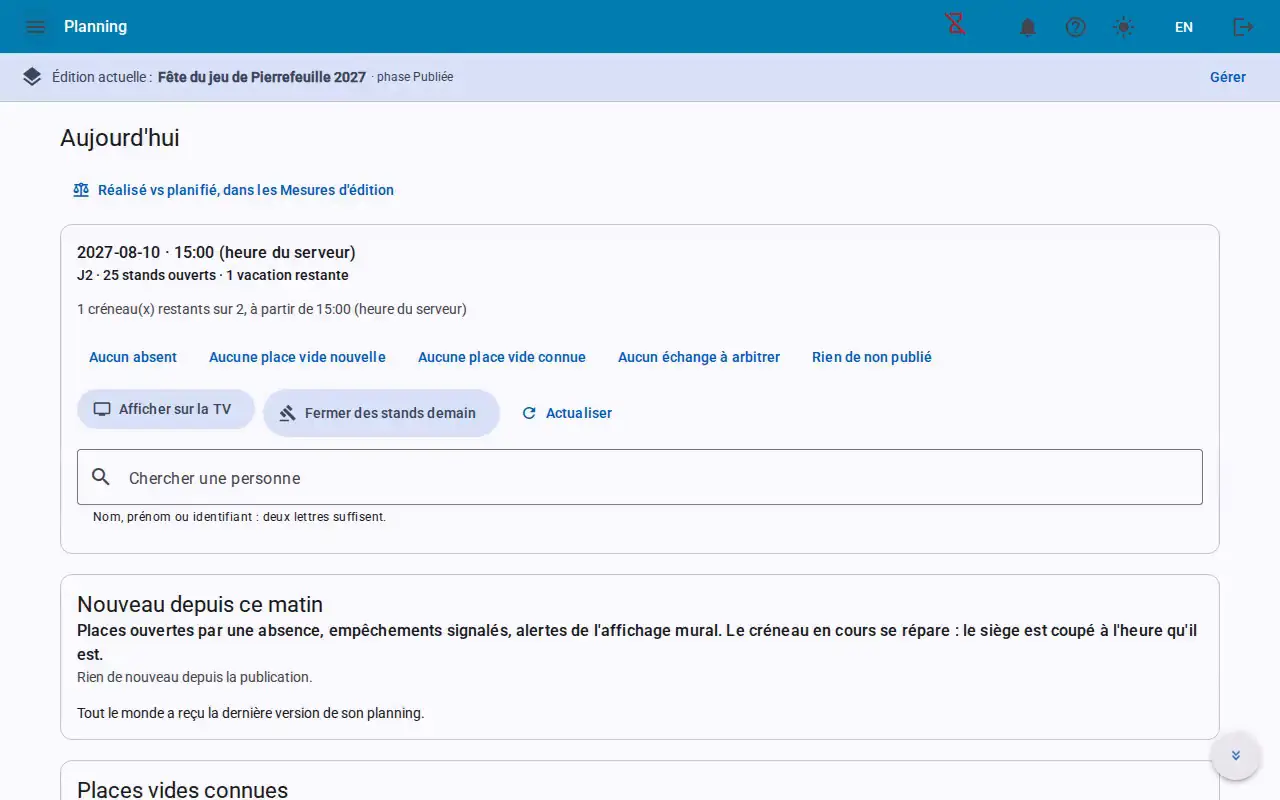 Planning
EN
Édition actuelle : Fête du jeu de Pierrefeuille 2027 · phase Publiée
Gérer
Aujourd'hui
Réalisé vs planifié, dans les Mesures d'édition
2027-08-10 · 15:00 (heure du serveur)
J2 · 25 stands ouverts · 1 vacation restante
1 créneau(x) restants sur 2, à partir de 15:00 (heure du serveur)
Aucun absent
Aucune place vide nouvelle
Aucune place vide connue
Aucun échange à arbitrer
Rien de non publié
Afficher sur la TV
Fermer des stands demain
Actualiser
Chercher une personne
Nom, prénom ou identifiant : deux lettres suffisent.
Nouveau depuis ce matin
Places ouvertes par une absence, empêchements signalés, alertes de l'affichage mural. Le créneau en cours se répare : le siège est coupé à l'heure qu'il
est.
Rien de nouveau depuis la publication.
Tout le monde a reçu la dernière version de son planning.
Places vides connues